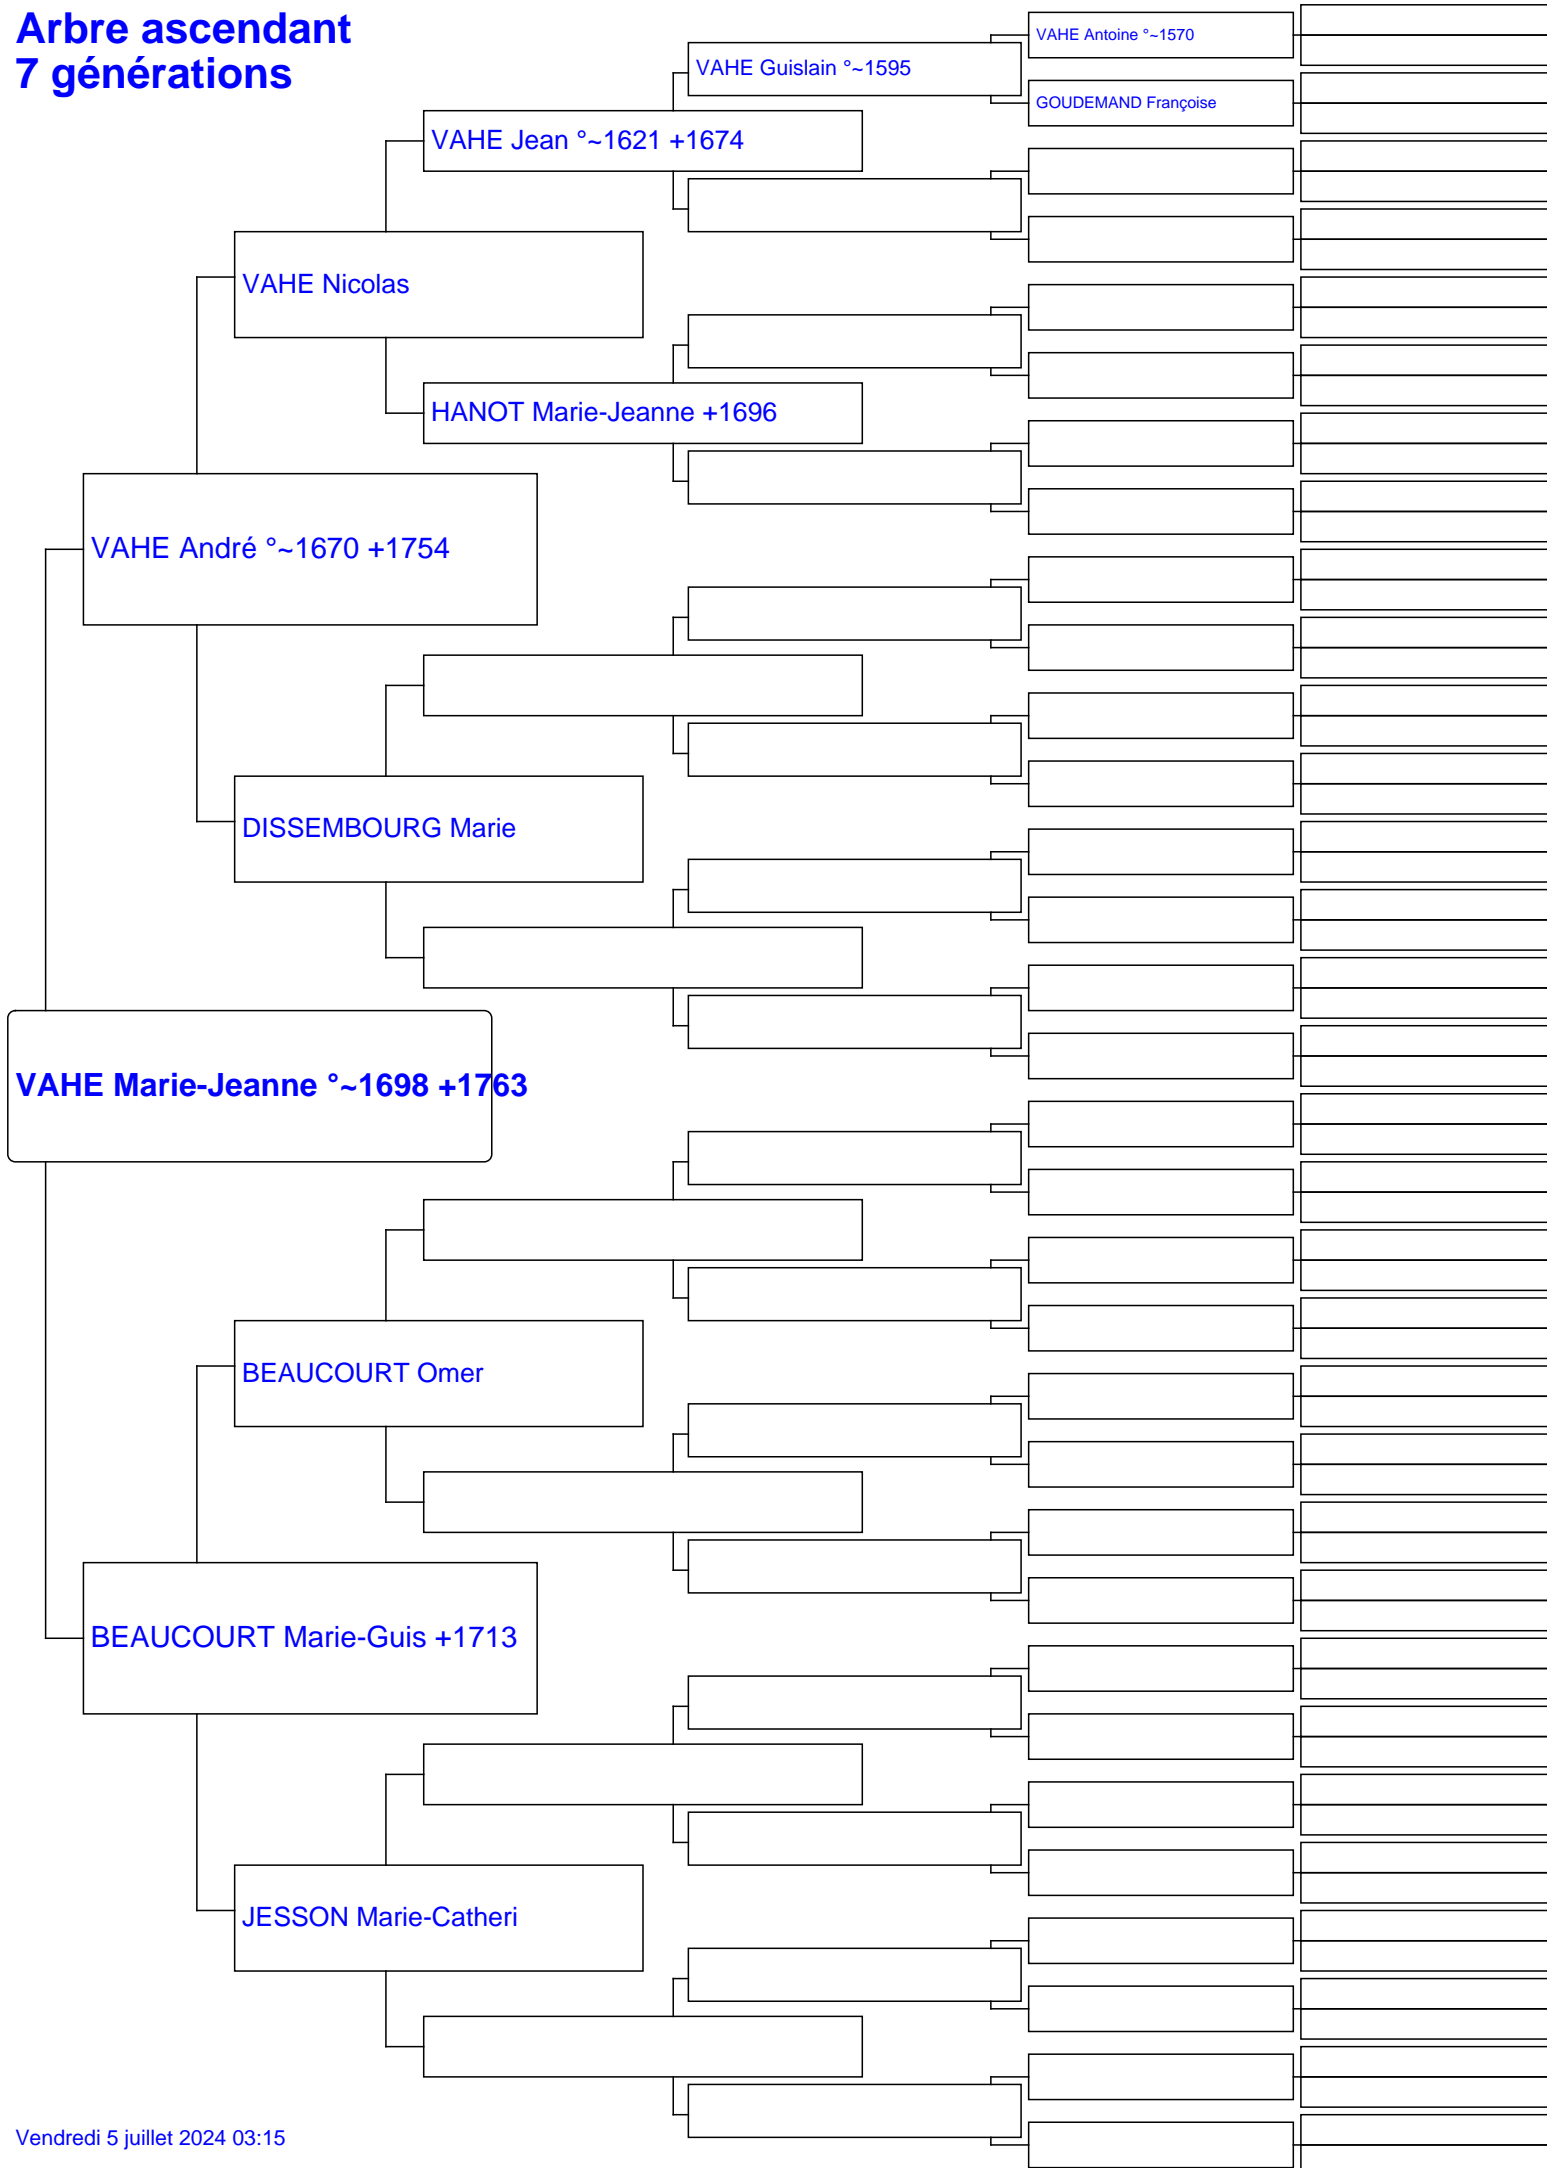 Arbre ascendant
7 générations
VAHE Antoine °~1570
VAHE Guislain °~1595
GOUDEMAND Françoise
VAHE Jean °~1621 +1674
VAHE Nicolas
HANOT Marie-Jeanne +1696
VAHE André °~1670 +1754
DISSEMBOURG Marie
VAHE Marie-Jeanne °~1698 +1763
BEAUCOURT Omer
BEAUCOURT Marie-Guis +1713
JESSON Marie-Catheri
Vendredi 5 juillet 2024 03:15